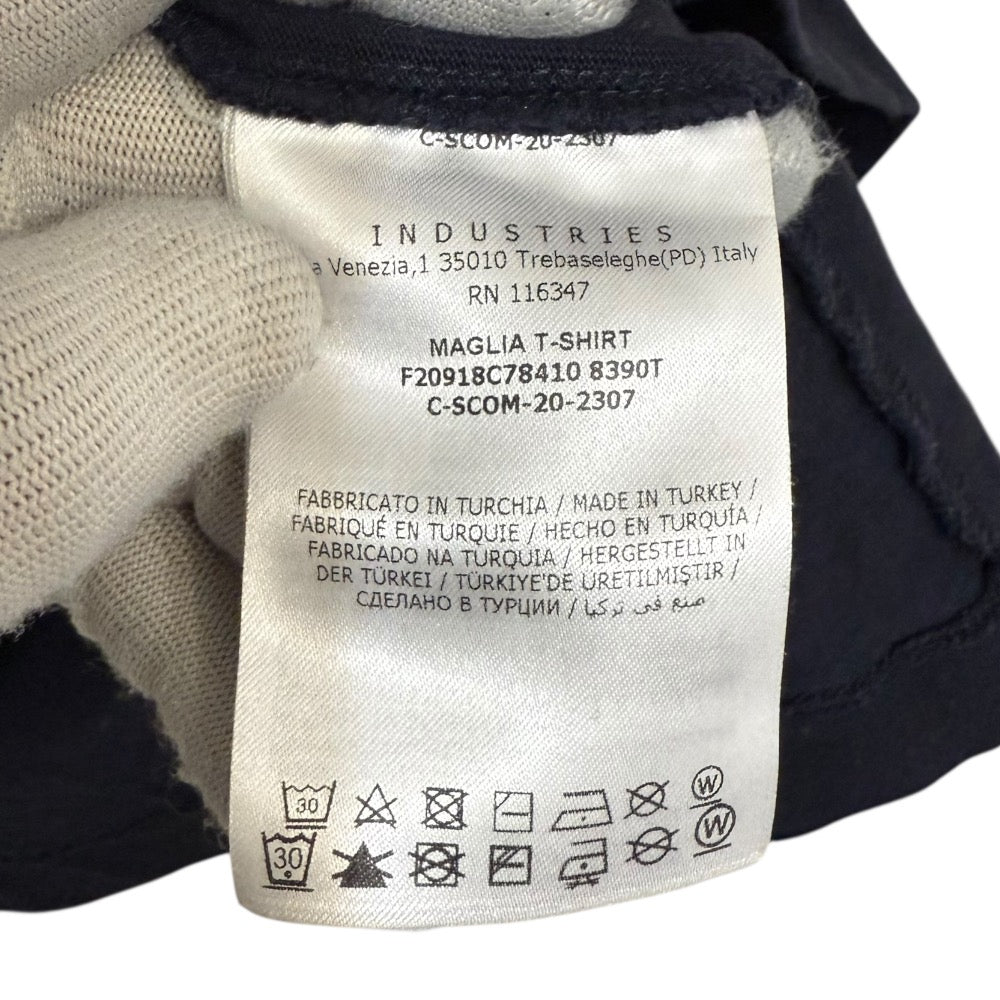 C-SCOM-20-2307
INDUSTRIES
a Venezia,1 35010 Trebaseleghe(PD) Italy
RN 116347
MAGLIA T-SHIRT
F20918C78410 8390T
C-SCOM-20-2307
FABBRICATO IN TURCHIA / MADE IN TURKEY /
FABRIQUÉ EN TURQUIE / HECHO EN TURQUÍA /
FABRICADO NA TURQUIA / HERGESTELLT IN
DER TÜRKEI / TÜRKIYE'DE URETILMIŞTIR /
СДЕЛАНО В ТУРЦИИ / صنع في تركيا
30 W
30 W